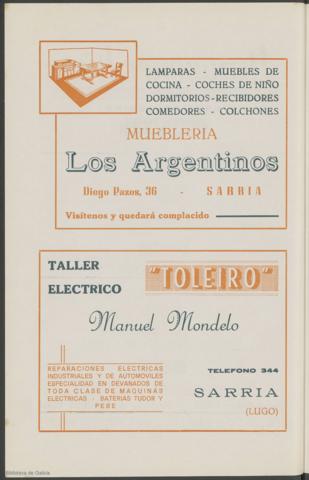 LAMPARAS - MUEBLES DE
COCINA - COCHES DE NIÑO
DORMITORIOS-RECIBIDORES
COMEDORES - COLCHONES
MUEBLERIA
Los Argentinos
Diego Pazos, 36 - SARRIA
Visítenos y quedará complacido
TALLER
ELECTRICO
"TOLEIRO"
Manuel Mondelo
REPARACIONES ELECTRICAS
INDUSTRIALES Y DE AUTOMOVILES
ESPECIALIDAD EN DEVANADOS DE
TODA CLASE DE MAQUINAS
ELECTRICAS - BATERIAS TUDOR Y
PEBE
TELEFONO 344
SARRIA
(LUGO)
Biblioteca de Galicia